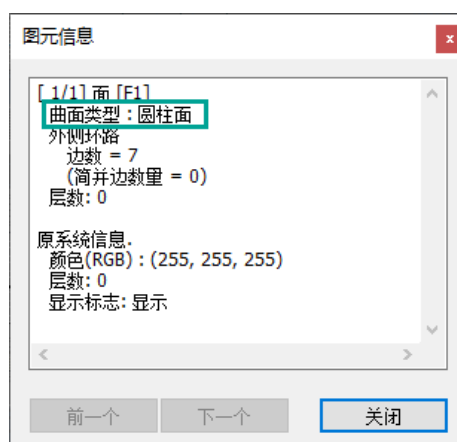 图元信息
x
[ 1/1] 面 [F1]
曲面类型 : 圆柱面
外侧环路
边数 = 7
(简并边数量 = 0)
层数: 0
原系统信息.
颜色(RGB) : (255, 255, 255)
层数: 0
显示标志: 显示
前一个 下一个 关闭